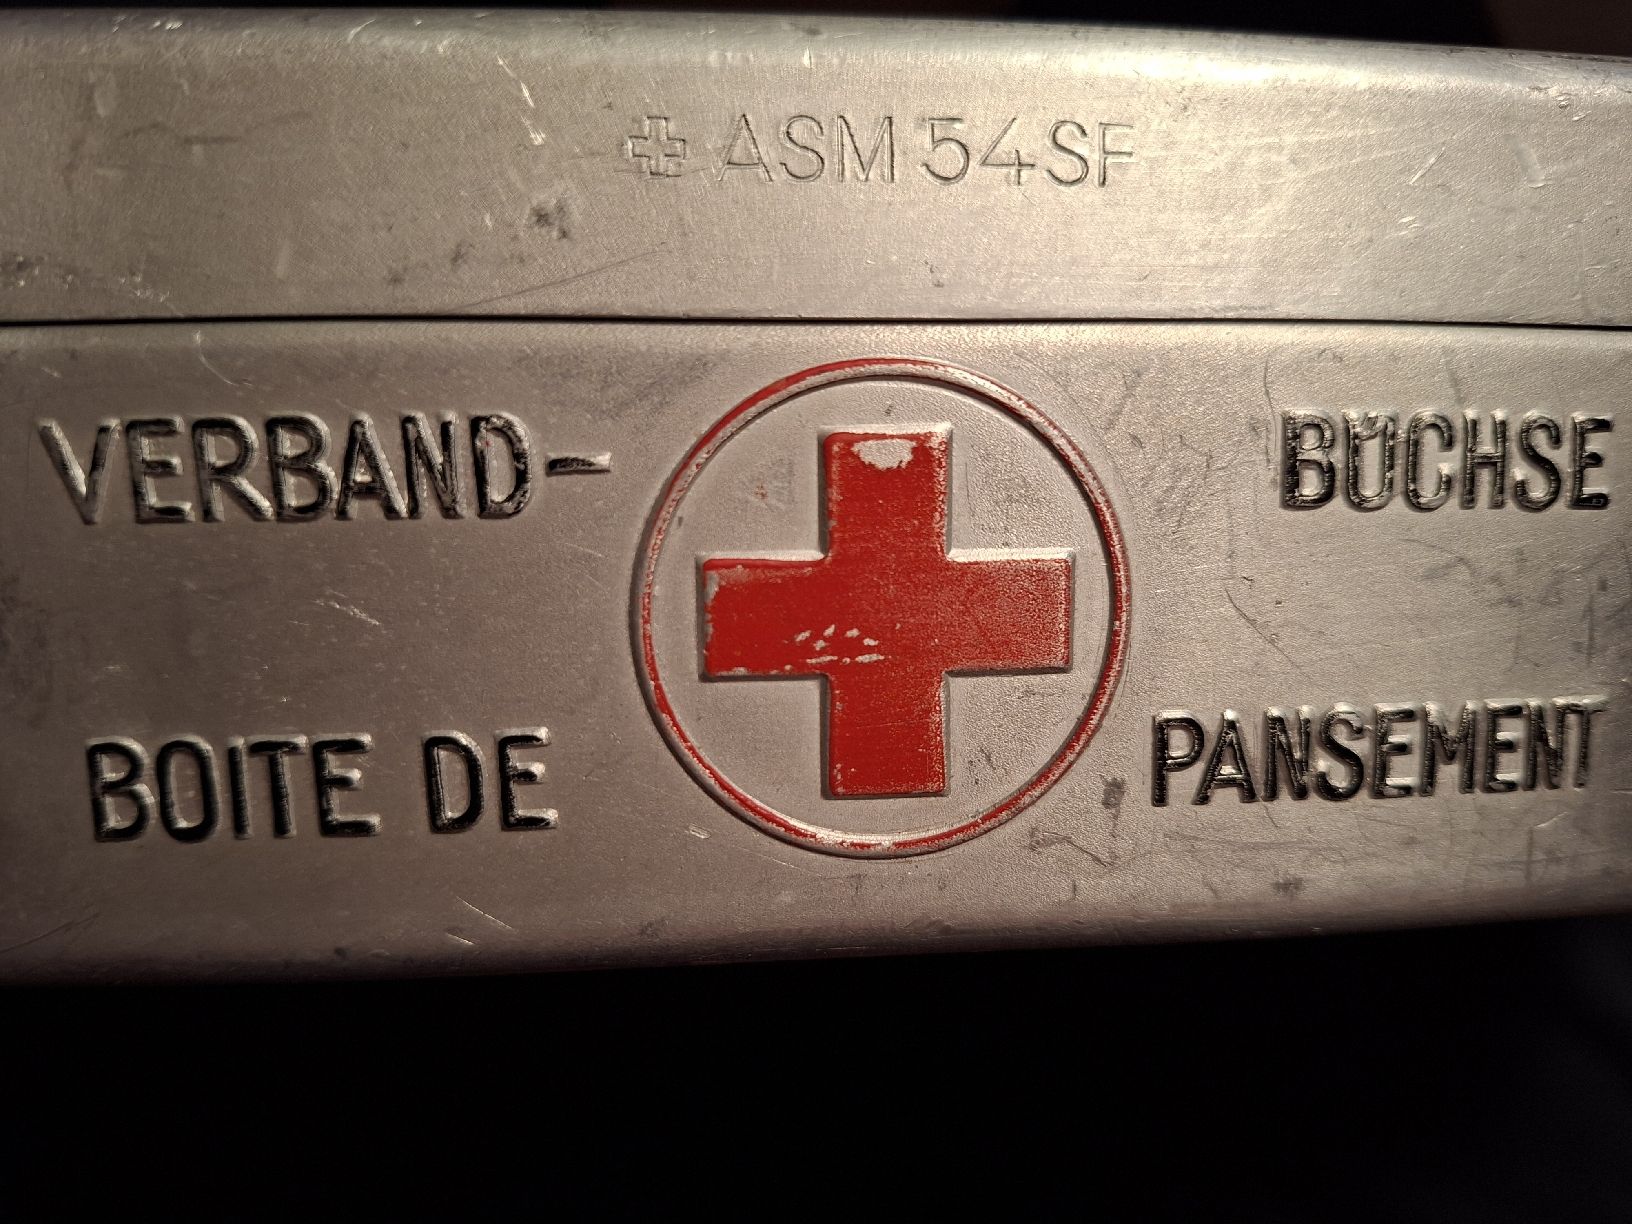 ASM 54 SF
VERBAND- BÜCHSE
BOITE DE PANSEMENT